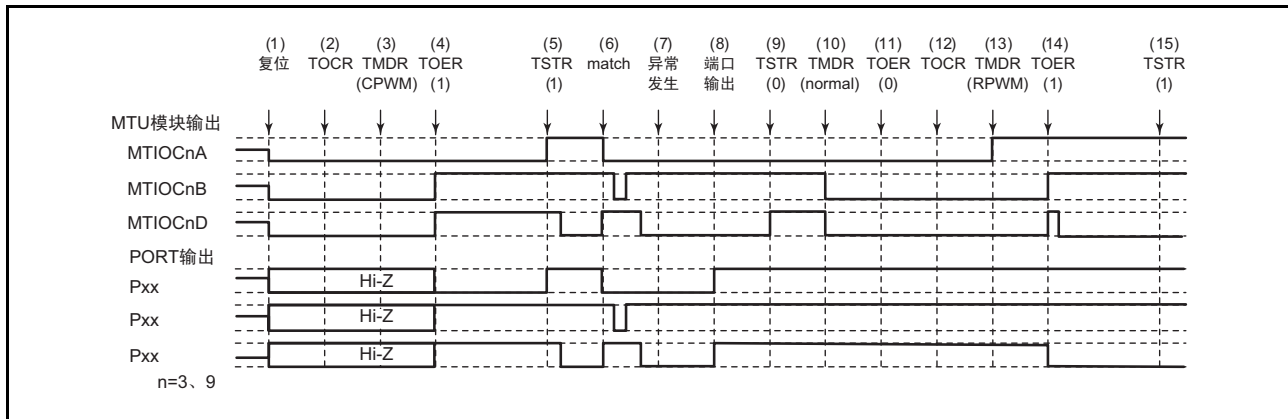 (1) (2) (3) (4) (5) (6) (7) (8) (9) (10) (11) (12) (13) (14) (15)
复位 TOCR TMDR TOER TSTR match 异常 端口 TSTR TMDR TOER TOCR TMDR TOER TSTR
(CPWM) (1) (1) 发生 输出 (0) (normal) (0) (RPWM) (1) (1)
MTU模块输出
MTIOCnA
MTIOCnB
MTIOCnD
PORT输出
Pxx Hi-Z
Pxx Hi-Z
Pxx Hi-Z
n=3、9